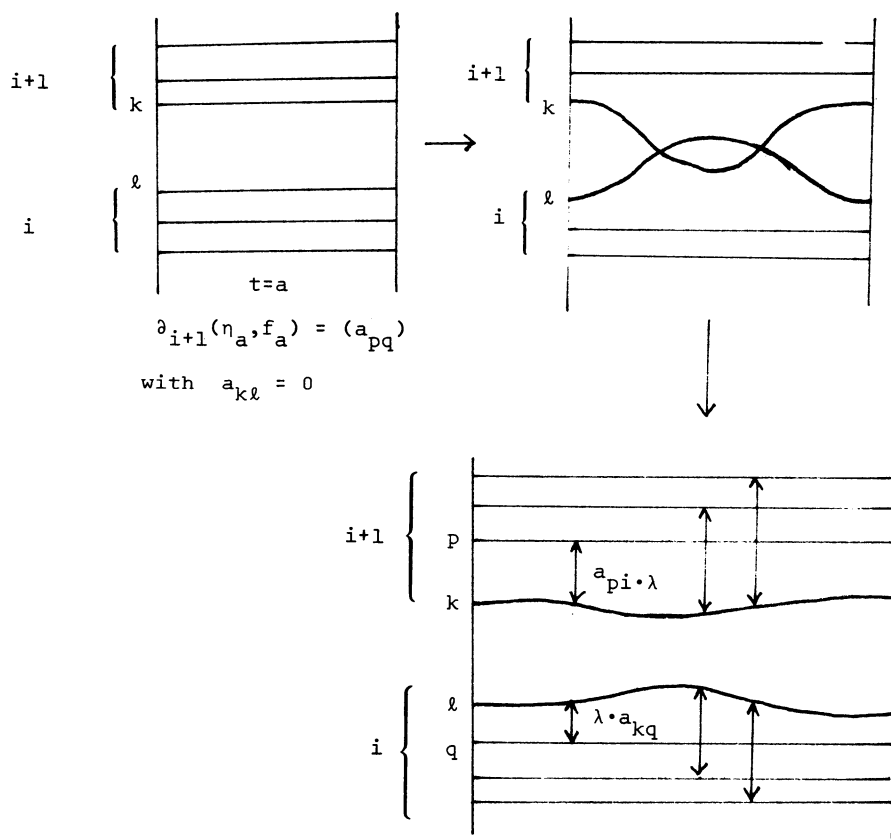 i+1
k
ℓ
i
t=a
∂i+1(ηa,fa) = (apq)
with akℓ = 0
i+1
k
ℓ
i
i+1
p
api·λ
k
ℓ
λ·akq
i
q